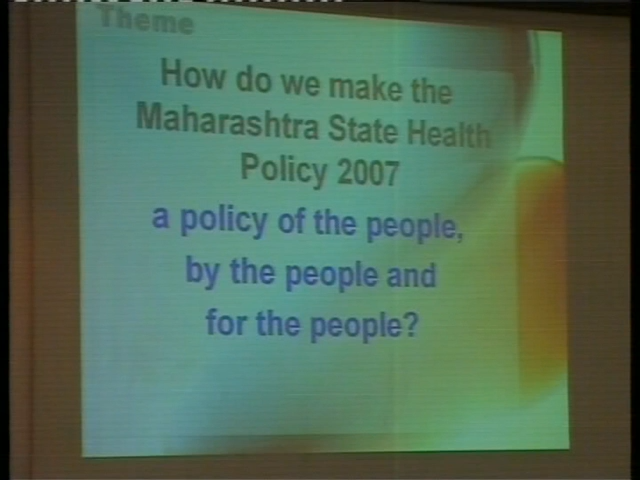 Theme
How do we make the
Maharashtra State Health
Policy 2007
a policy of the people,
by the people and
for the people?